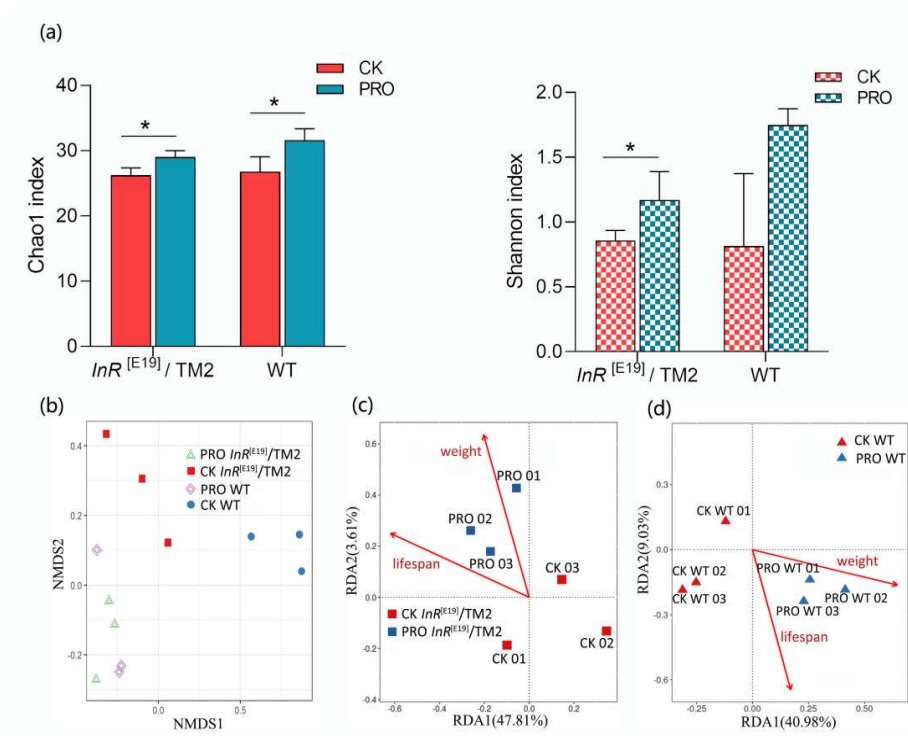 (a)
CK
PRO
Chao1 index
40
30
20
10
0
*
*
InR [E19] / TM2
WT
CK
PRO
Shannon index
2.0
1.5
1.0
0.5
0.0
*
InR [E19] / TM2
WT
(b)
PRO InR[E19]/TM2
CK InR[E19]/TM2
PRO WT
CK WT
NMDS2
0.4
0.2
0.0
-0.2
0.0
0.5
NMDS1
(c)
RDA2(3.61%)
0.6
0.4
0.2
0.0
-0.2
-0.4
weight
PRO 01
PRO 02
PRO 03
lifespan
CK 03
CK 02
CK 01
CK InR[E19]/TM2
PRO InR[E19]/TM2
-0.6
-0.4
-0.2
0.0
0.2
0.4
RDA1(47.81%)
(d)
CK WT
PRO WT
RDA2(9.03%)
0.3
0.0
-0.3
-0.6
CK WT 01
CK WT 02
CK WT 03
PRO WT 01
PRO WT 02
PRO WT 03
weight
lifespan
-0.25
0.00
0.25
0.50
RDA1(40.98%)